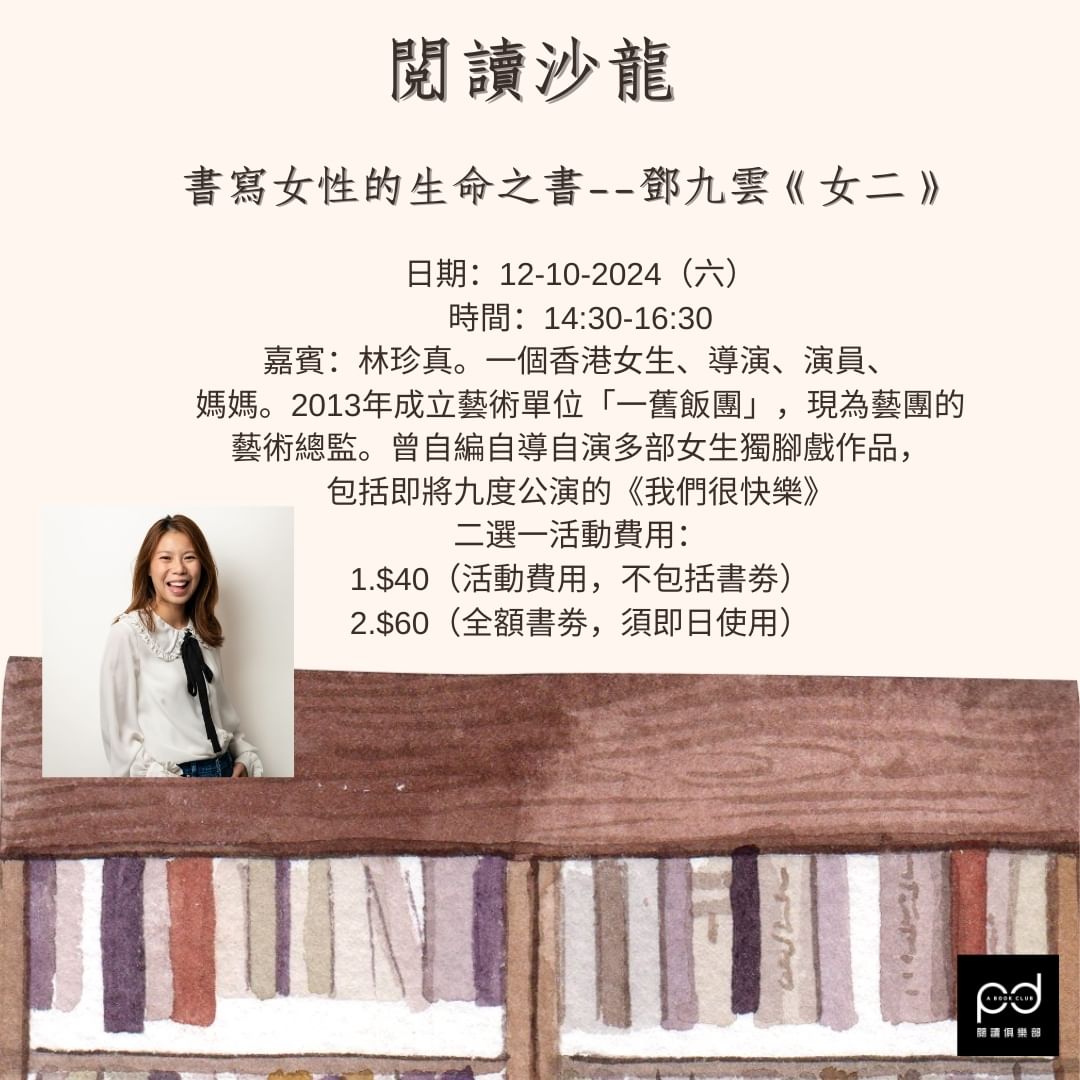 閱讀沙龍
書寫女性的生命之書--鄧九雲《女二》
日期：12-10-2024（六）
時間：14:30-16:30
嘉賓：林珍真。一個香港女生、導演、演員、
媽媽。2013年成立藝術單位「一舊飯團」，現為藝團的
藝術總監。曾自編自導自演多部女生獨腳戲作品，
包括即將九度公演的《我們很快樂》
二選一活動費用：
1.$40（活動費用，不包括書券）
2.$60（全額書券，須即日使用）
pd
A BOOK CLUB
閱讀俱樂部